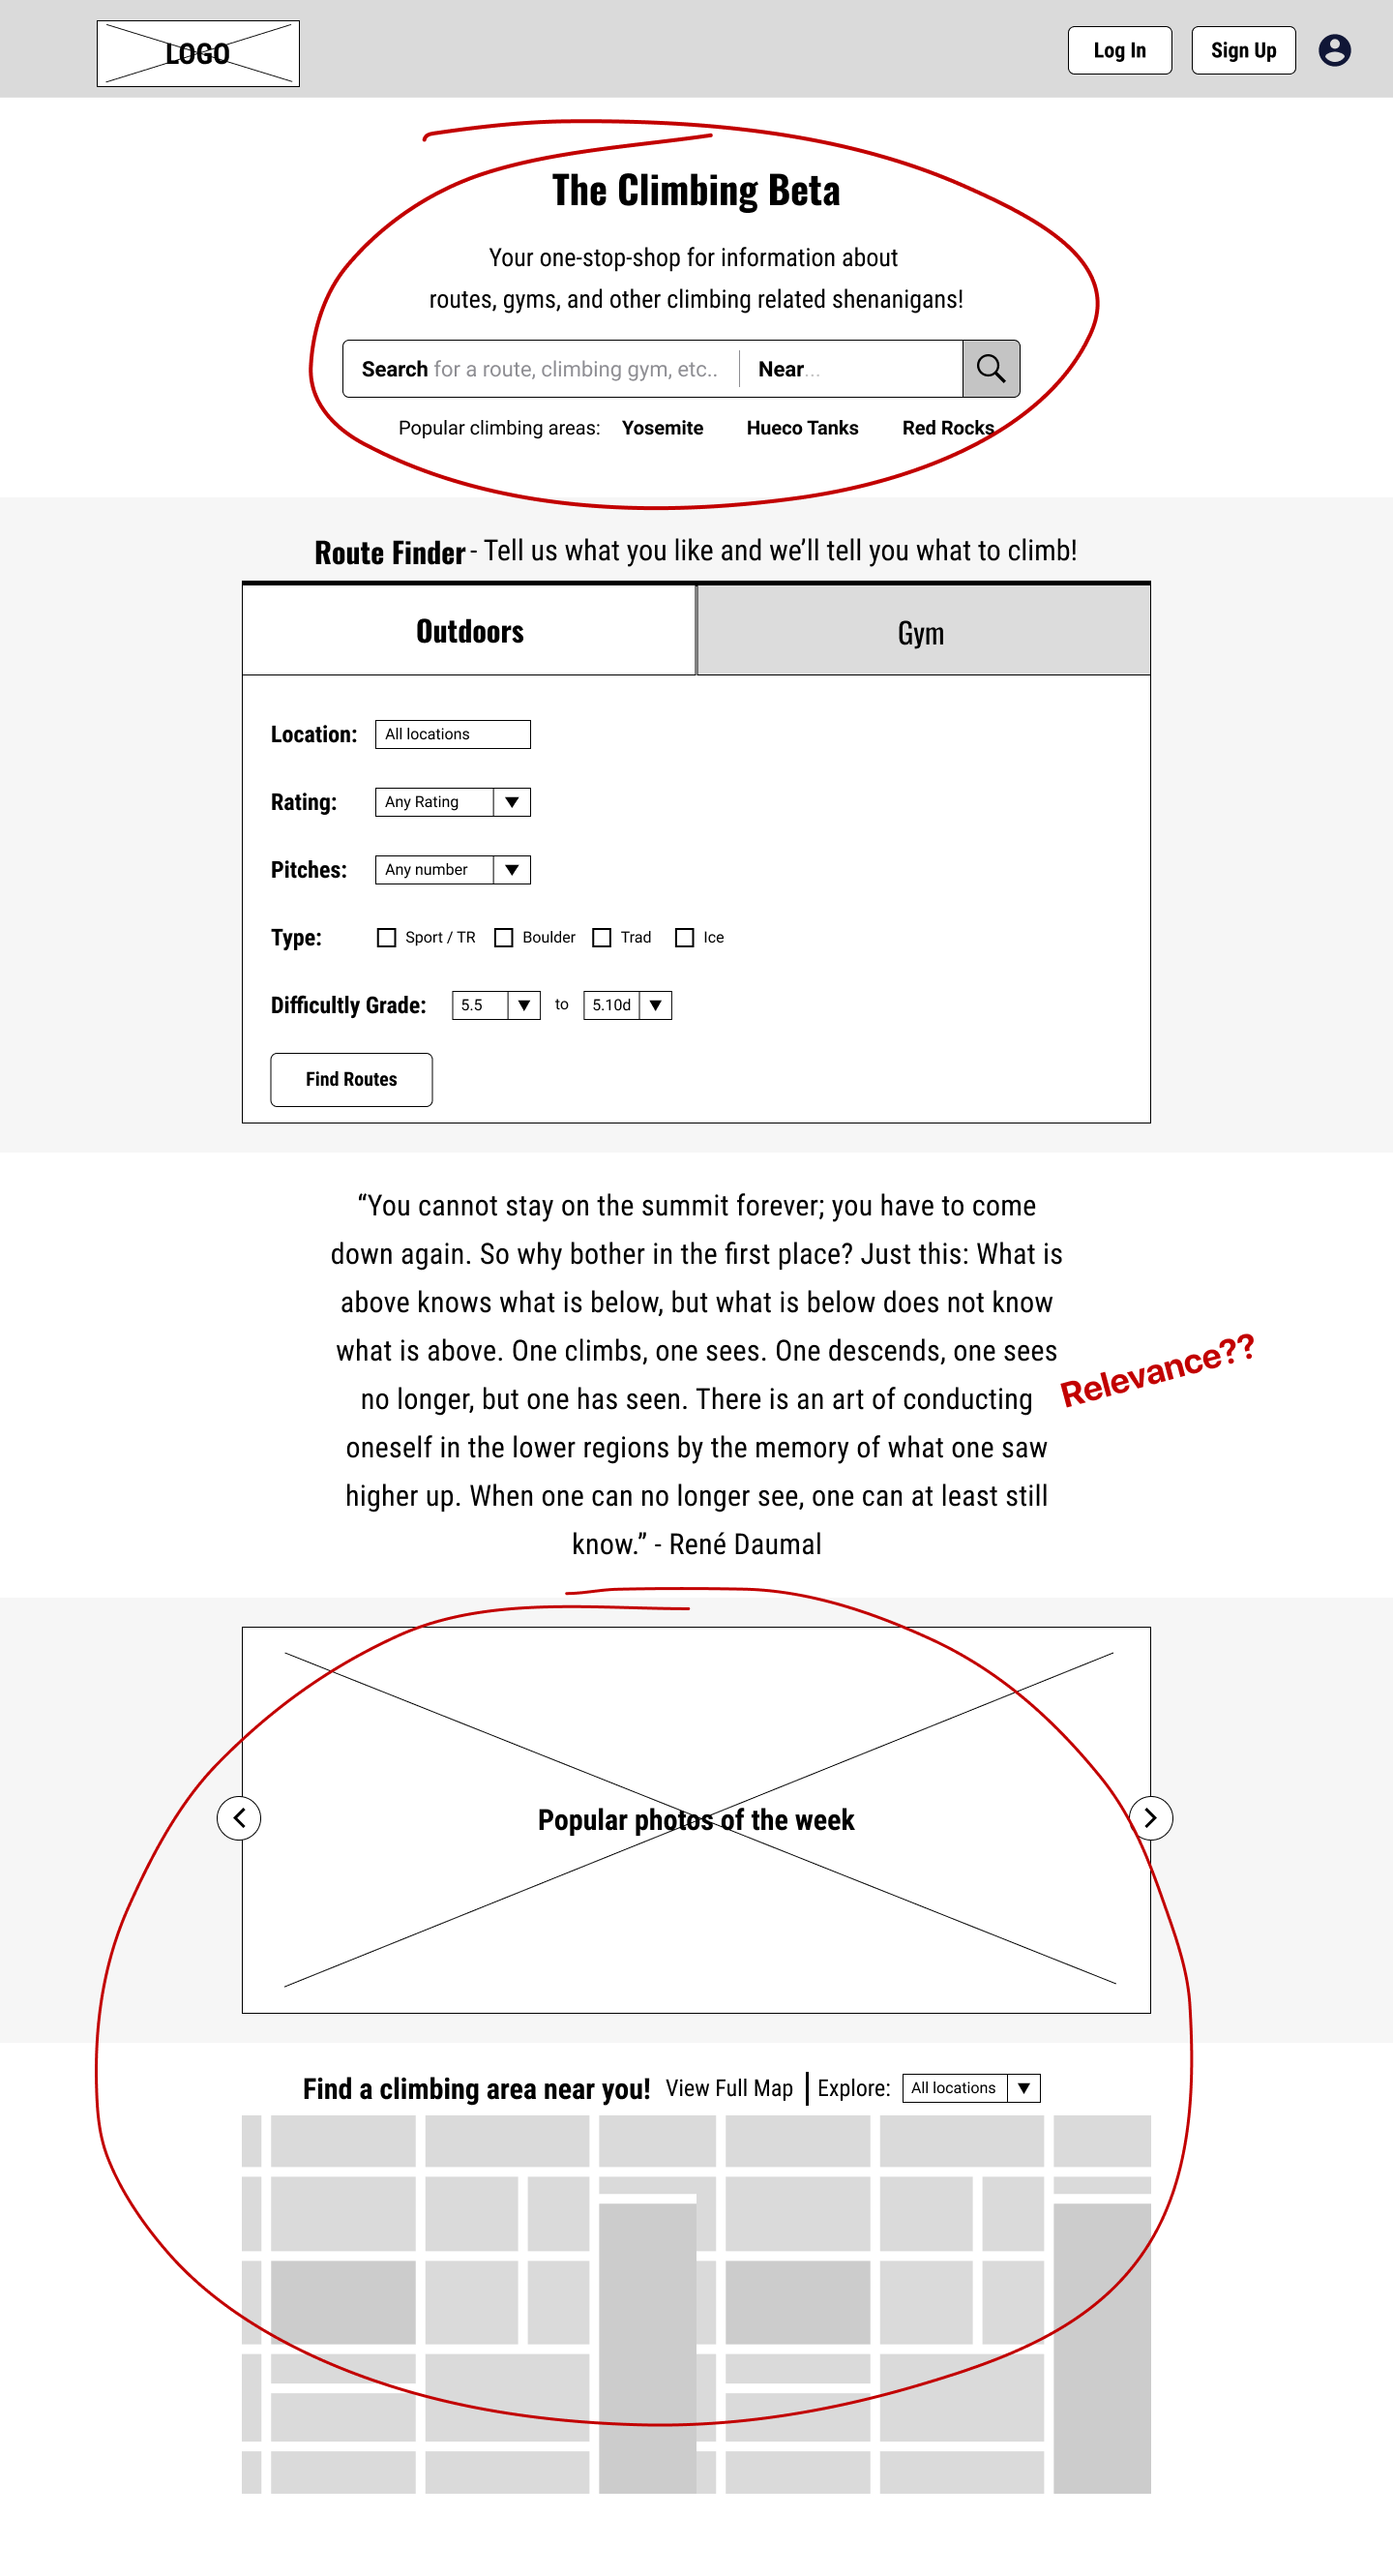 LOGO
Log In
Sign Up
The Climbing Beta
Your one-stop-shop for information about
routes, gyms, and other climbing related shenanigans!
Search for a route, climbing gym, etc..
Near...
Popular climbing areas: Yosemite Hueco Tanks Red Rocks
Route Finder - Tell us what you like and we’ll tell you what to climb!
Outdoors
Gym
Location: All locations
Rating: Any Rating
Pitches: Any number
Type: Sport / TR Boulder Trad Ice
Difficultly Grade: 5.5 to 5.10d
Find Routes
“You cannot stay on the summit forever; you have to come
down again. So why bother in the first place? Just this: What is
above knows what is below, but what is below does not know
what is above. One climbs, one sees. One descends, one sees
no longer, but one has seen. There is an art of conducting
oneself in the lower regions by the memory of what one saw
higher up. When one can no longer see, one can at least still
know.” - René Daumal
Relevance??
Popular photos of the week
Find a climbing area near you! View Full Map Explore: All locations